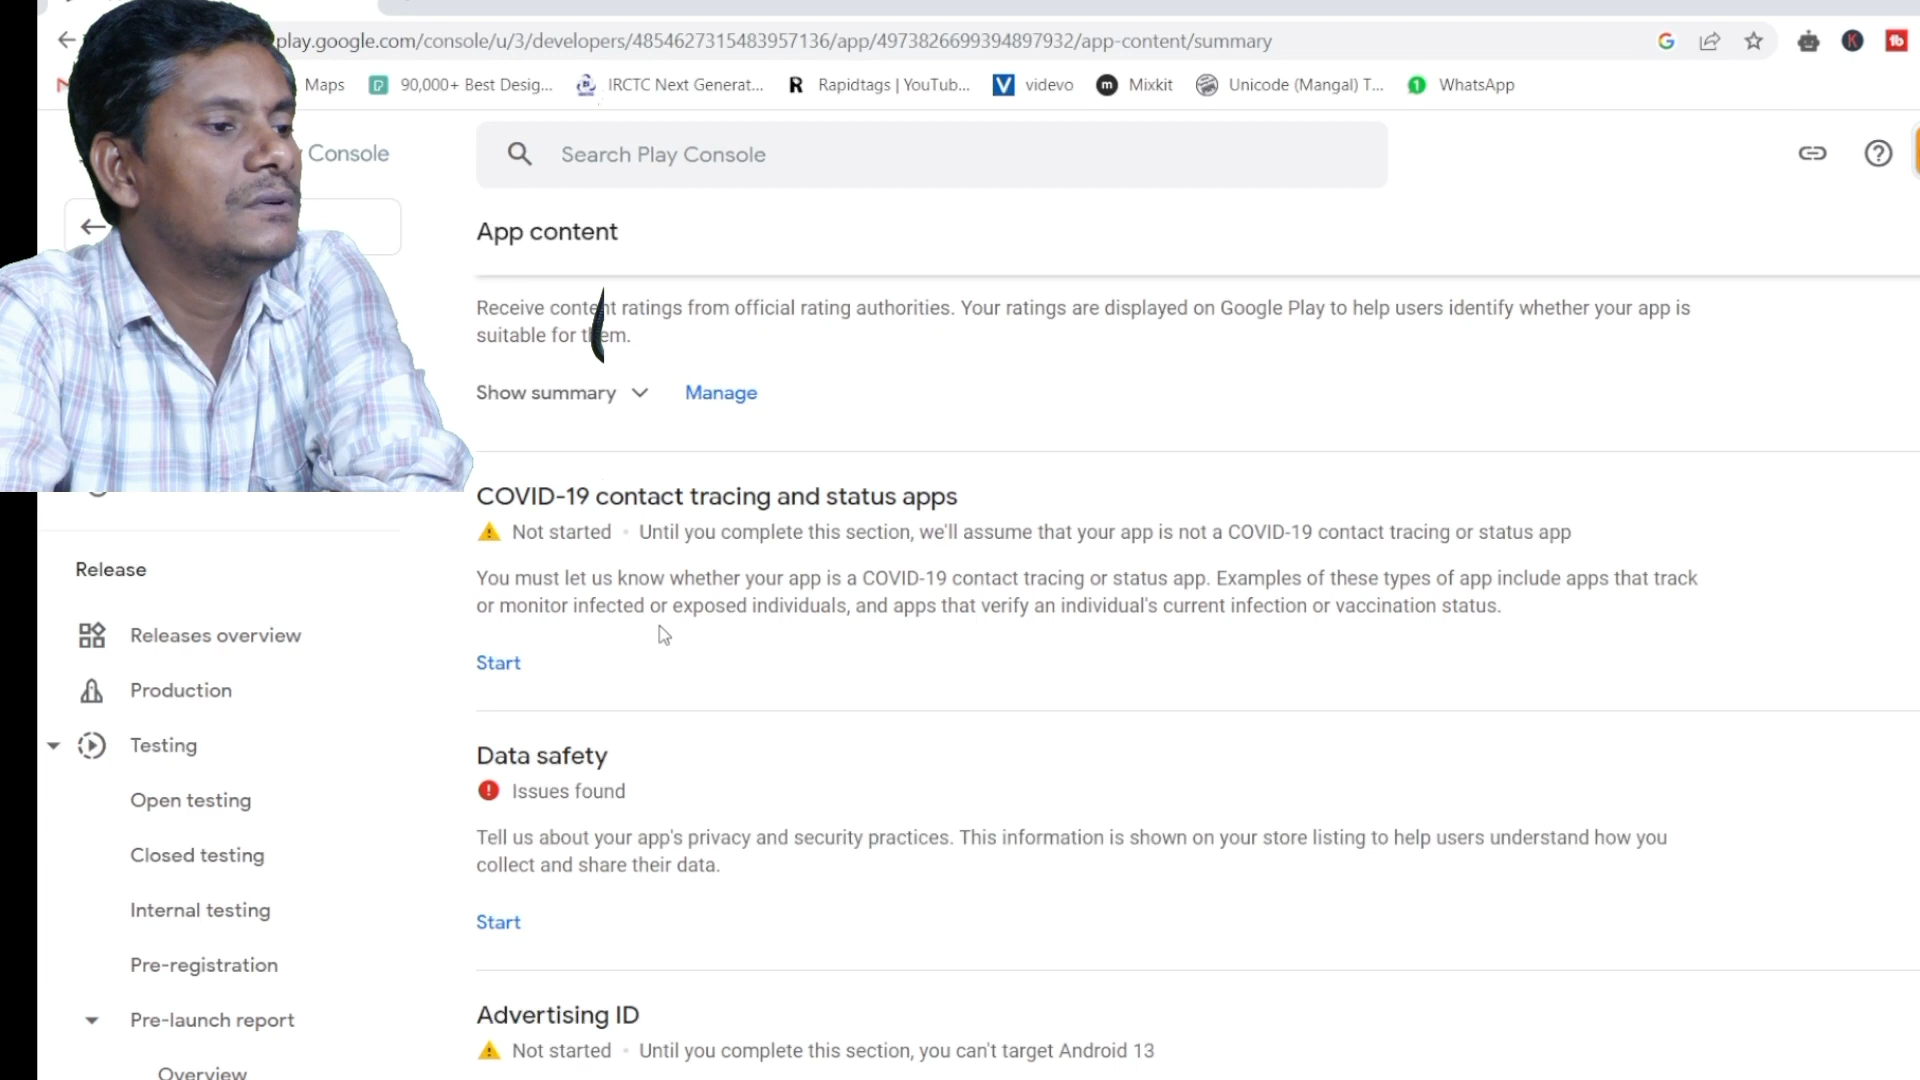 play.google.com/console/u/3/developers/4854627315483957136/app/4973826699394897932/app-content/summary
Maps 90,000+ Best Desig... IRCTC Next Generat... Rapidtags | YouTub... videvo Mixkit Unicode (Mangal) T... WhatsApp
Console
Search Play Console
App content
Receive content ratings from official rating authorities. Your ratings are displayed on Google Play to help users identify whether your app is
suitable for them.
Show summary Manage
COVID-19 contact tracing and status apps
Not started • Until you complete this section, we'll assume that your app is not a COVID-19 contact tracing or status app
You must let us know whether your app is a COVID-19 contact tracing or status app. Examples of these types of app include apps that track
or monitor infected or exposed individuals, and apps that verify an individual's current infection or vaccination status.
Start
Data safety
Issues found
Tell us about your app's privacy and security practices. This information is shown on your store listing to help users understand how you
collect and share their data.
Start
Advertising ID
Not started • Until you complete this section, you can't target Android 13
Release
Releases overview
Production
Testing
Open testing
Closed testing
Internal testing
Pre-registration
Pre-launch report
Overview